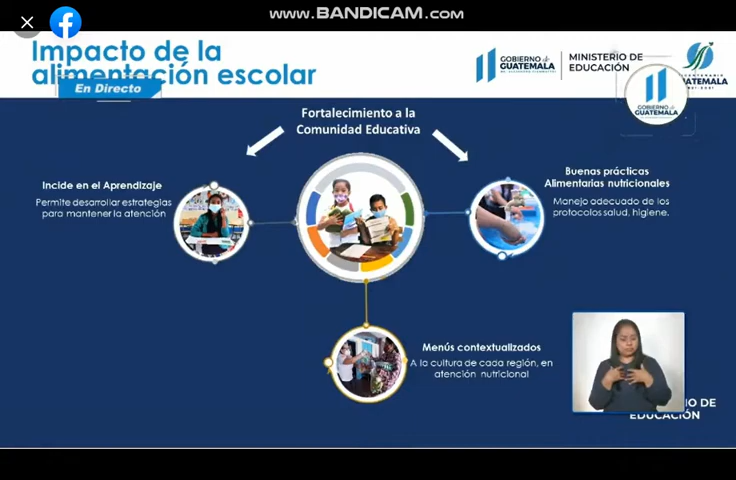 WWW.BANDICAM.COM
Impacto de la
alimentación escolar
En Directo
GOBIERNO de
GUATEMALA
MINISTERIO DE
EDUCACIÓN
GUATEMALA
GOBIERNO de
GUATEMALA
Fortalecimiento a la
Comunidad Educativa
Incide en el Aprendizaje
Permite desarrollar estrategias
para mantener la atención
Buenas prácticas
Alimentarias nutricionales
Manejo adecuado de los
protocolos salud, higiene.
Menús contextualizados
A la cultura de cada región, en
atención nutricional
IO DE
EDUCACIÓN